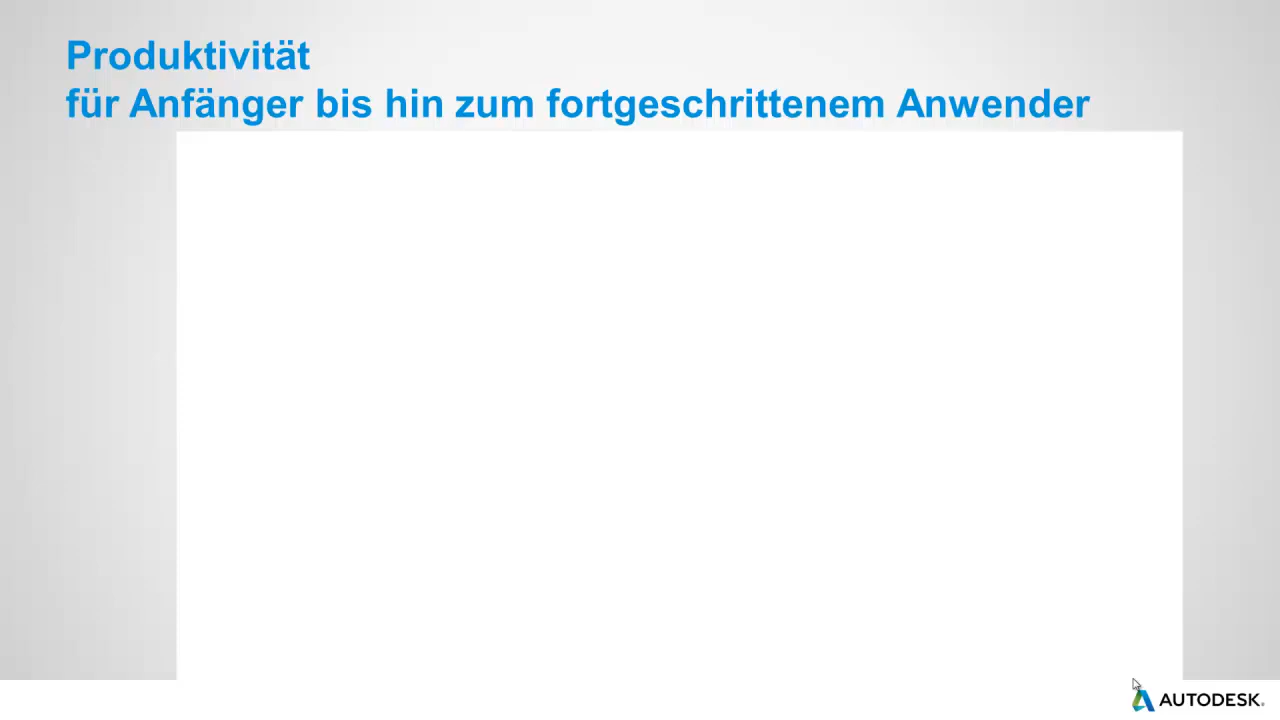 Produktivität
für Anfänger bis hin zum fortgeschrittenem Anwender
AUTODESK®